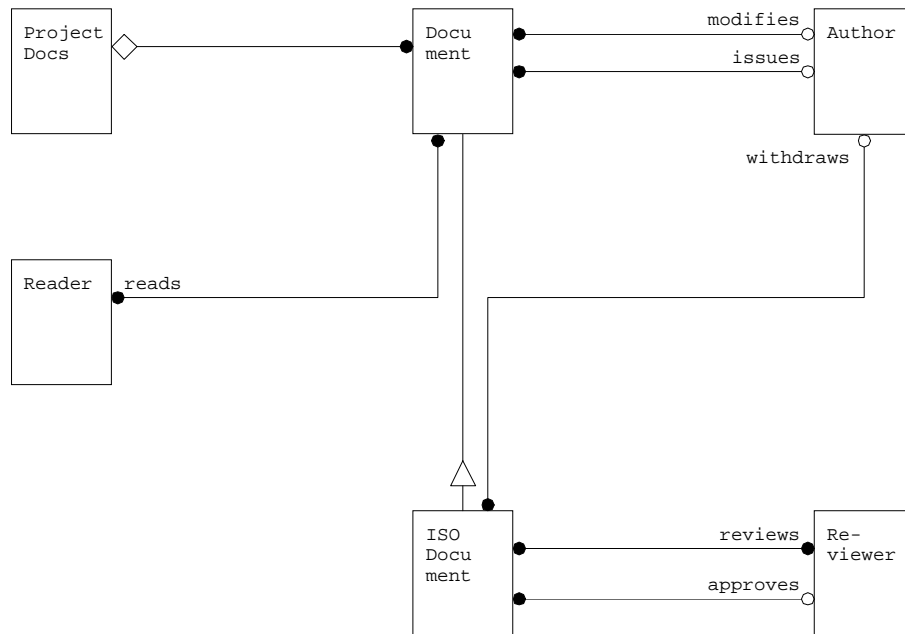 Project
Docs
Docu
ment
modifies
issues
Author
withdraws
Reader
reads
ISO
Docu
ment
reviews
approves
Re-
viewer